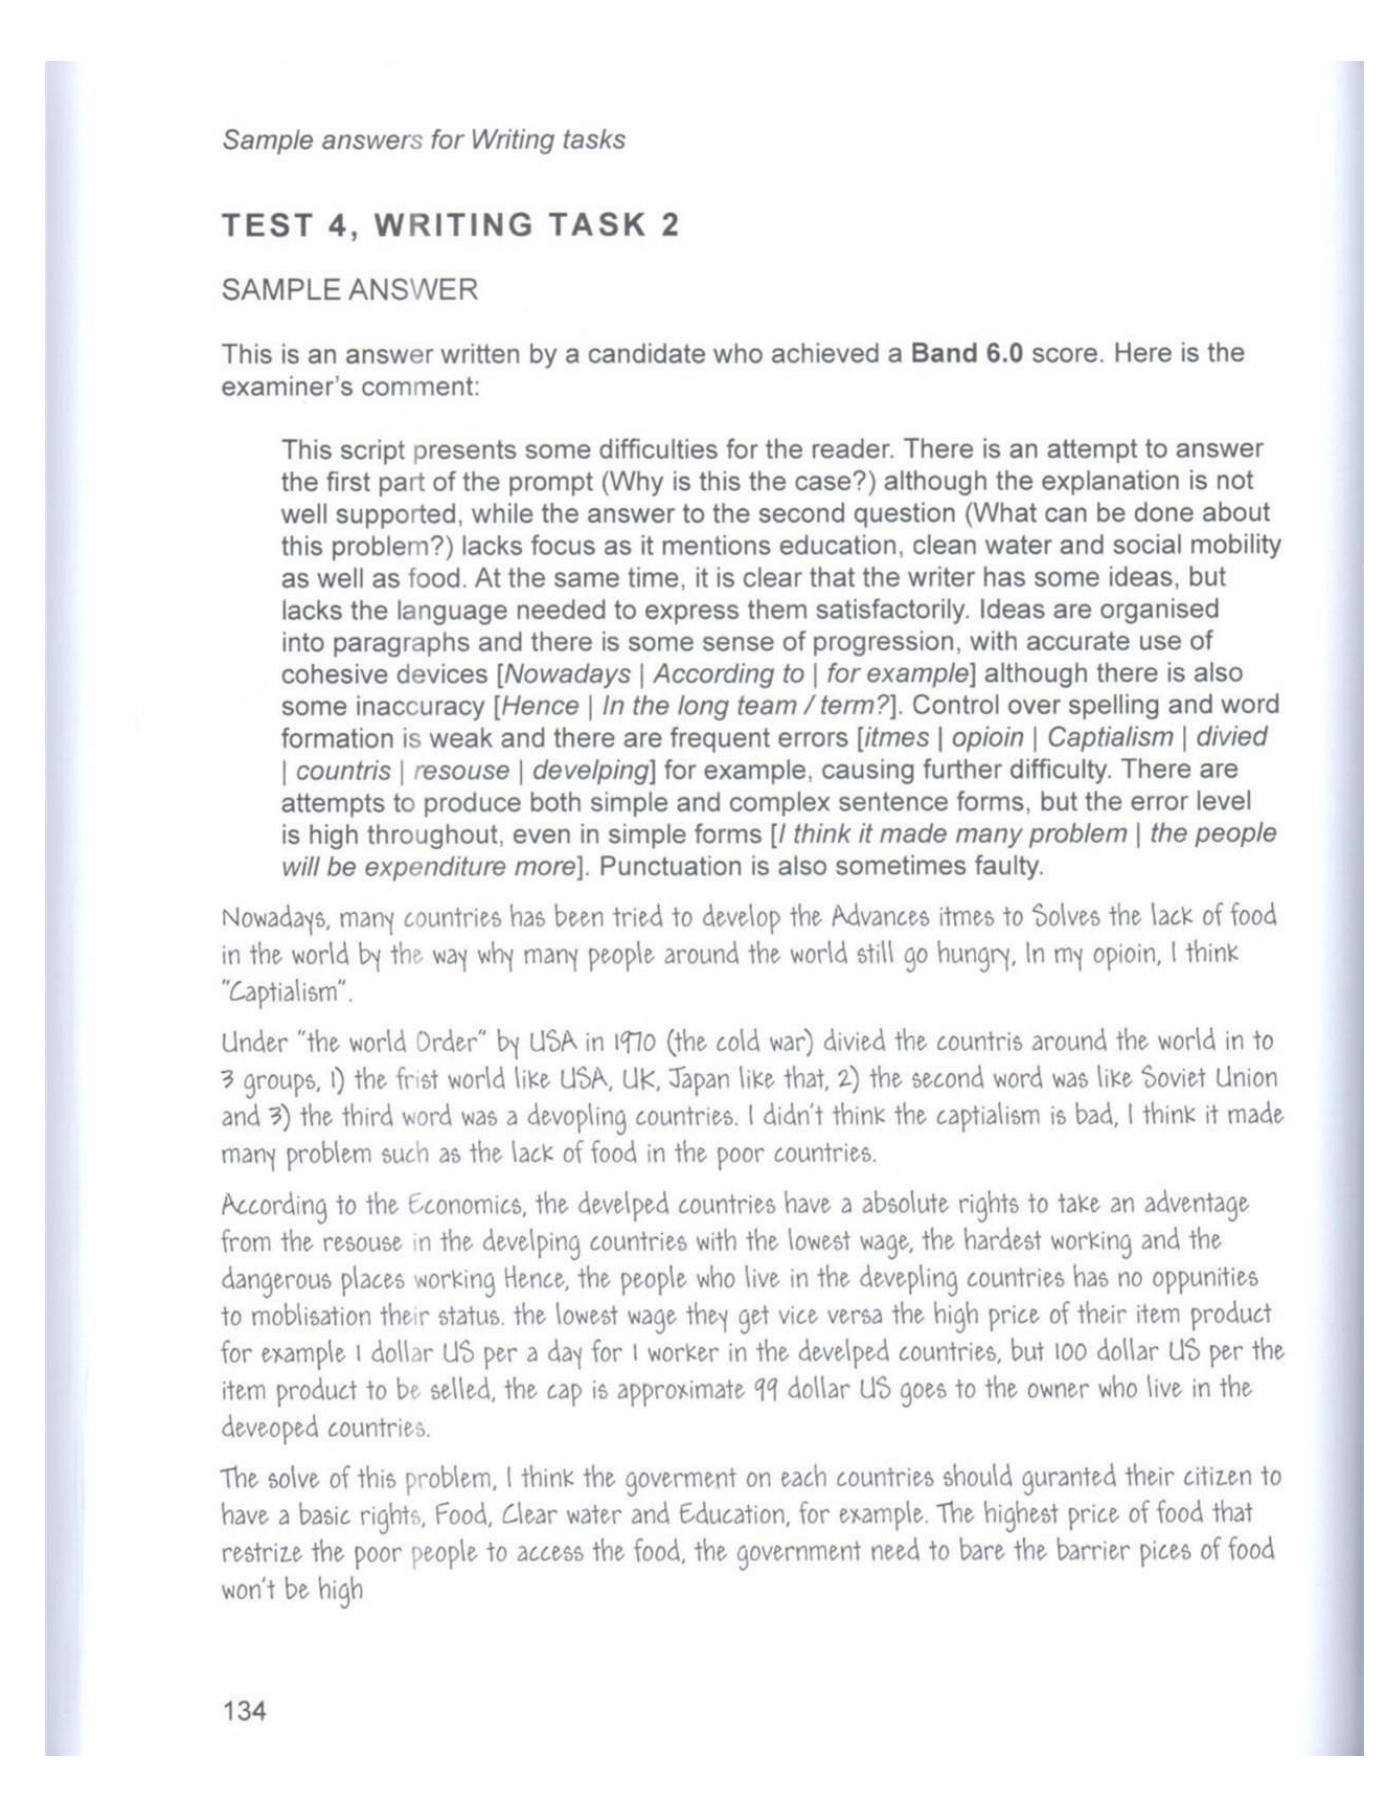 Sample answers for Writing tasks
TEST 4, WRITING TASK 2
SAMPLE ANSWER
This is an answer written by a candidate who achieved a Band 6.0 score. Here is the
examiner's comment:
This script presents some difficulties for the reader. There is an attempt to answer
the first part of the prompt (Why is this the case?) although the explanation is not
well supported, while the answer to the second question (What can be done about
this problem?) lacks focus as it mentions education, clean water and social mobility
as well as food. At the same time, it is clear that the writer has some ideas, but
lacks the language needed to express them satisfactorily. Ideas are organised
into paragraphs and there is some sense of progression, with accurate use of
cohesive devices [Nowadays | According to | for example] although there is also
some inaccuracy [Hence | In the long team / term?]. Control over spelling and word
formation is weak and there are frequent errors [itmes | opioin | Captialism | divied
| countris | resouse | develping] for example, causing further difficulty. There are
attempts to produce both simple and complex sentence forms, but the error level
is high throughout, even in simple forms [I think it made many problem | the people
will be expenditure more]. Punctuation is also sometimes faulty.
Nowadays, many countries has been tried to develop the Advances itmes to Solves the lack of food
in the world by the way why many people around the world still go hungry, In my opioin, I think
"Captialism".
Under "the world Order" by USA in 1970 (the cold war) divied the countris around the world in to
3 groups, 1) the frist world like USA, UK, Japan like that, 2) the second word was like Soviet Union
and 3) the third word was a devopling countries. I didn't think the captialism is bad, I think it made
many problem such as the lack of food in the poor countries.
According to the Economics, the develped countries have a absolute rights to take an adventage
from the resouse in the develping countries with the lowest wage, the hardest working and the
dangerous places working Hence, the people who live in the devepling countries has no oppunities
to moblisation their status. the lowest wage they get vice versa the high price of their item product
for example 1 dollar US per a day for 1 worker in the develped countries, but 100 dollar US per the
item product to be selled, the cap is approximate 99 dollar US goes to the owner who live in the
deveoped countries.
The solve of this problem, I think the goverment on each countries should guranted their citizen to
have a basic rights, Food, Clear water and Education, for example. The highest price of food that
restrize the poor people to access the food, the government need to bare the barrier pices of food
won't be high
134